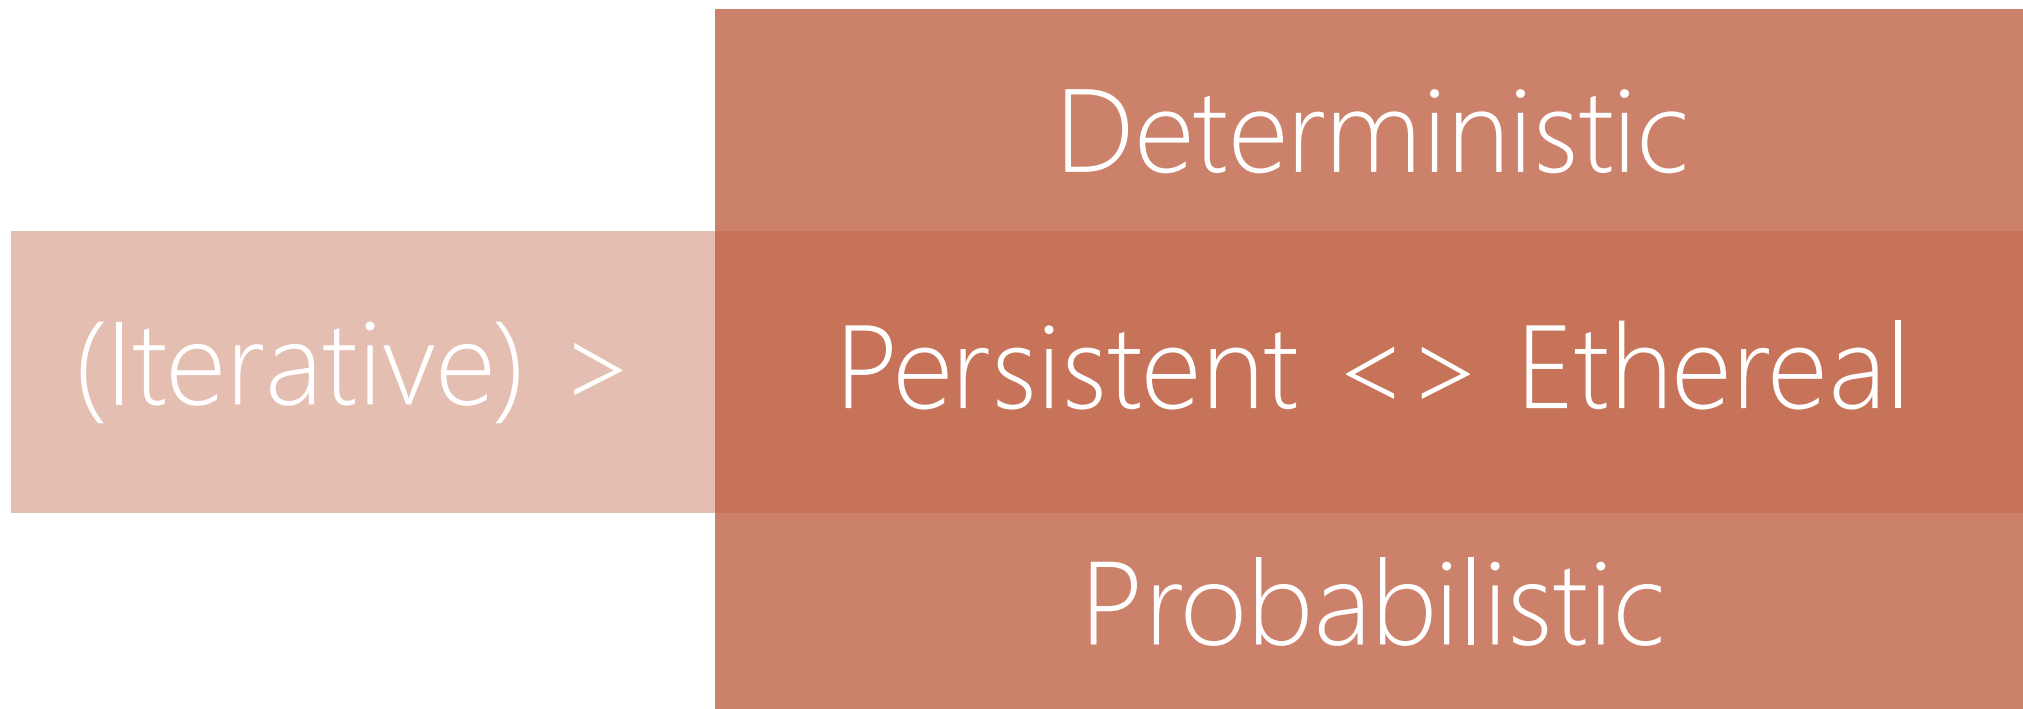 Deterministic
(Iterative) > Persistent <> Ethereal
Probabilistic